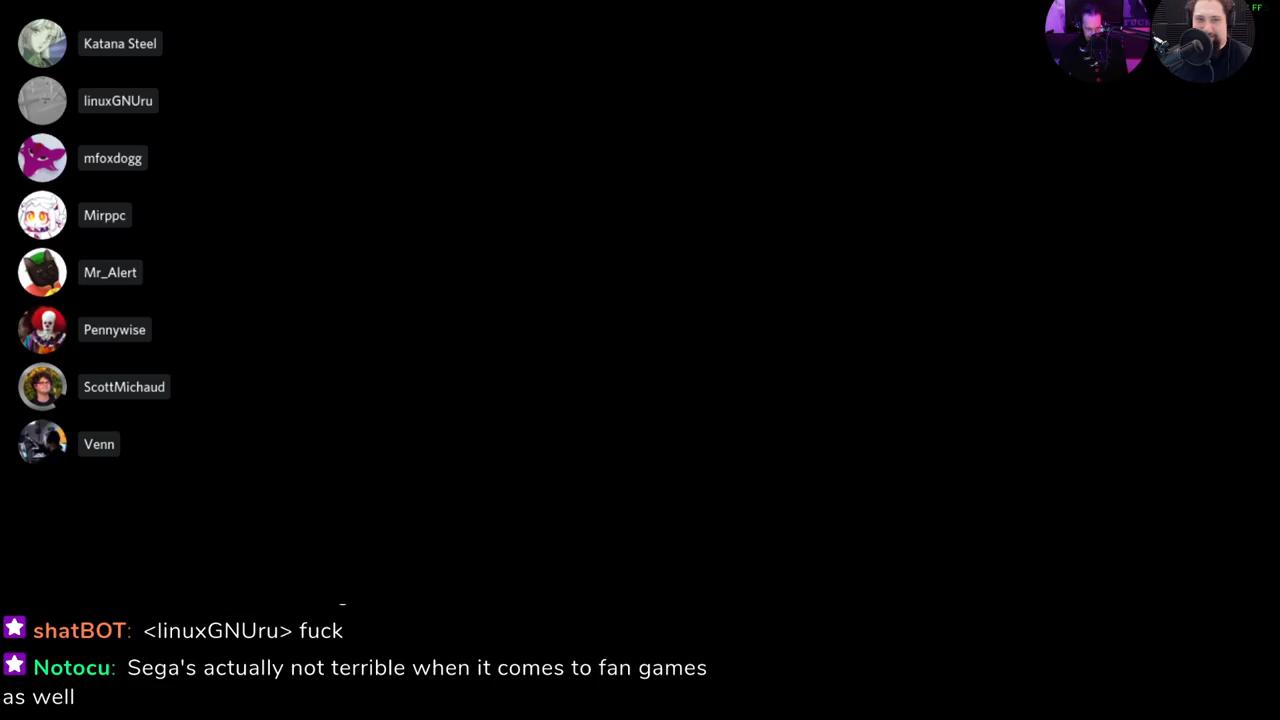 FF
Katana Steel
linuxGNUru
mfoxdogg
Mirppc
Mr_Alert
Pennywise
ScottMichaud
Venn
shatBOT: <linuxGNUru> fuck
Notocu: Sega's actually not terrible when it comes to fan games
as well